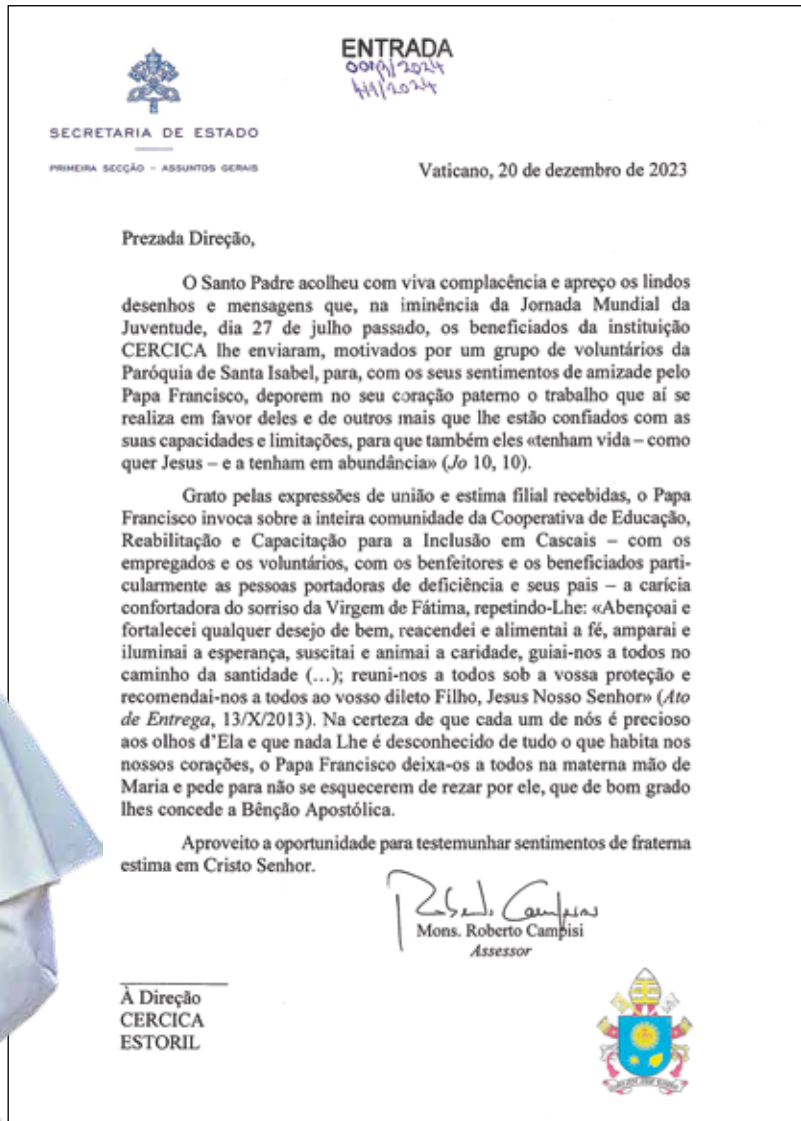 ENTRADA
/2024
4/1/2024
SECRETARIA DE ESTADO
PRIMEIRA SECÇÃO – ASSUNTOS GERAIS
Vaticano, 20 de dezembro de 2023
Prezada Direção,
O Santo Padre acolheu com viva complacência e apreço os lindos
desenhos e mensagens que, na iminência da Jornada Mundial da
Juventude, dia 27 de julho passado, os beneficiados da instituição
CERCICA lhe enviaram, motivados por um grupo de voluntários da
Paróquia de Santa Isabel, para, com os seus sentimentos de amizade pelo
Papa Francisco, deporem no seu coração paterno o trabalho que aí se
realiza em favor deles e de outros mais que lhe estão confiados com as
suas capacidades e limitações, para que também eles «tenham vida – como
quer Jesus – e a tenham em abundância» (Jo 10, 10).
Grato pelas expressões de união e estima filial recebidas, o Papa
Francisco invoca sobre a inteira comunidade da Cooperativa de Educação,
Reabilitação e Capacitação para a Inclusão em Cascais – com os
empregados e os voluntários, com os benfeitores e os beneficiados parti-
cularmente as pessoas portadoras de deficiência e seus pais – a carícia
confortadora do sorriso da Virgem de Fátima, repetindo-Lhe: «Abençoai e
fortalecei qualquer desejo de bem, reacendei e alimentai a fé, amparai e
iluminai a esperança, suscitai e animai a caridade, guiai-nos a todos no
caminho da santidade (…); reuni-nos a todos sob a vossa proteção e
recomendai-nos a todos ao vosso dileto Filho, Jesus Nosso Senhor» (Ato
de Entrega, 13/X/2013). Na certeza de que cada um de nós é precioso
aos olhos d'Ela e que nada Lhe é desconhecido de tudo o que habita nos
nossos corações, o Papa Francisco deixa-os a todos na materna mão de
Maria e pede para não se esquecerem de rezar por ele, que de bom grado
lhes concede a Bênção Apostólica.
Aproveito a oportunidade para testemunhar sentimentos de fraterna
estima em Cristo Senhor.
Roberto Campisi
Mons. Roberto Campisi
Assessor
À Direção
CERCICA
ESTORIL